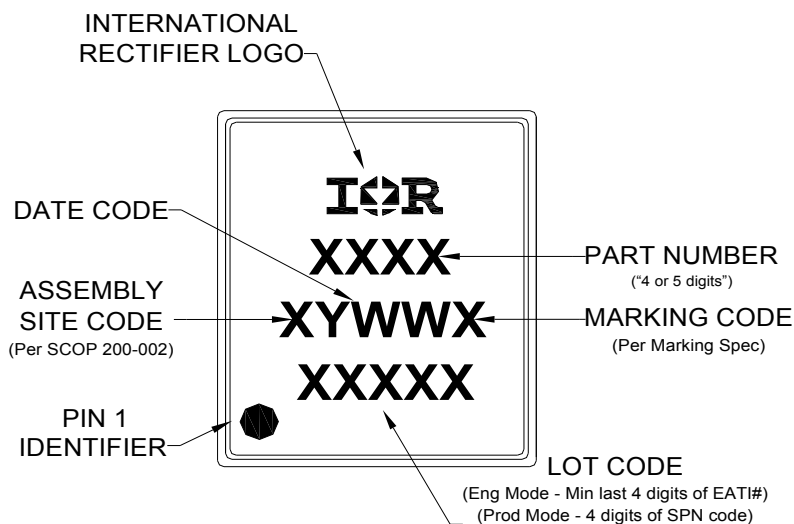 INTERNATIONAL
RECTIFIER LOGO
IOR
DATE CODE
XXXX
PART NUMBER
(“4 or 5 digits”)
ASSEMBLY
SITE CODE
(Per SCOP 200-002)
XYWWX
MARKING CODE
(Per Marking Spec)
XXXXX
PIN 1
IDENTIFIER
LOT CODE
(Eng Mode - Min last 4 digits of EATI#)
(Prod Mode - 4 digits of SPN code)